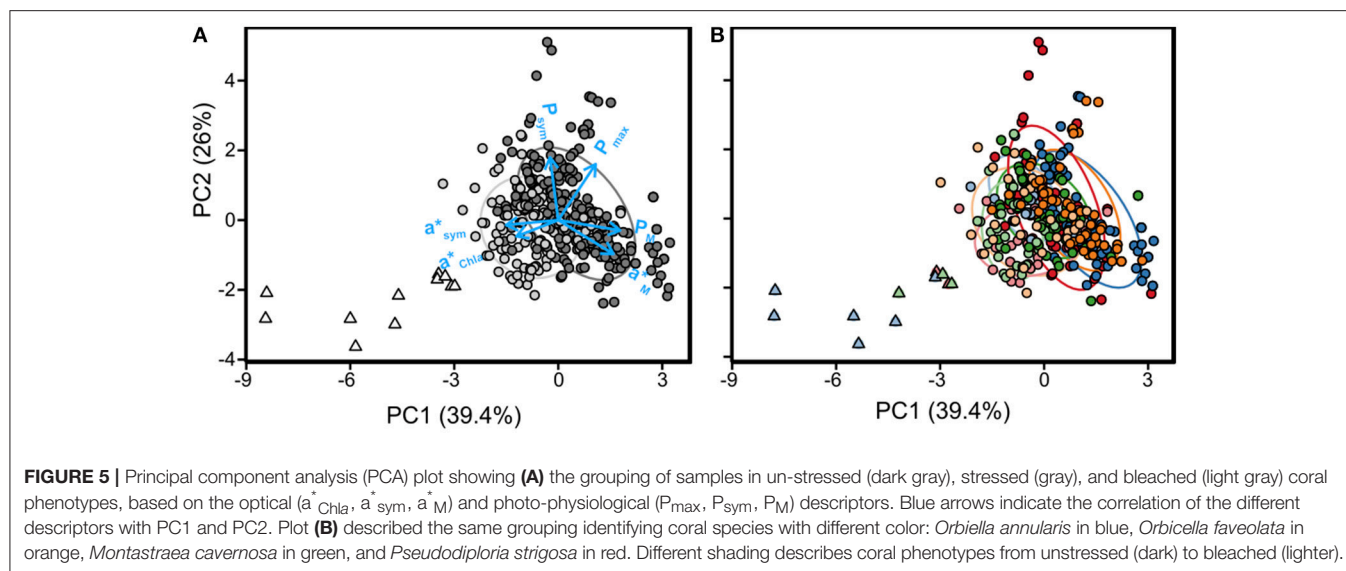 A
B
PC2 (26%)
4
2
0
-2
-4
P sym
P max
a* sym
a* Chla
P M
a* M
-9
-6
-3
0
3
-9
-6
-3
0
3
PC1 (39.4%)
PC1 (39.4%)
FIGURE 5 | Principal component analysis (PCA) plot showing (A) the grouping of samples in un-stressed (dark gray), stressed (gray), and bleached (light gray) coral
phenotypes, based on the optical (a*Chla, a*sym, a*M) and photo-physiological (Pmax, Psym, PM) descriptors. Blue arrows indicate the correlation of the different
descriptors with PC1 and PC2. Plot (B) described the same grouping identifying coral species with different color: Orbiella annularis in blue, Orbicella faveolata in
orange, Montastraea cavernosa in green, and Pseudodiploria strigosa in red. Different shading describes coral phenotypes from unstressed (dark) to bleached (lighter).